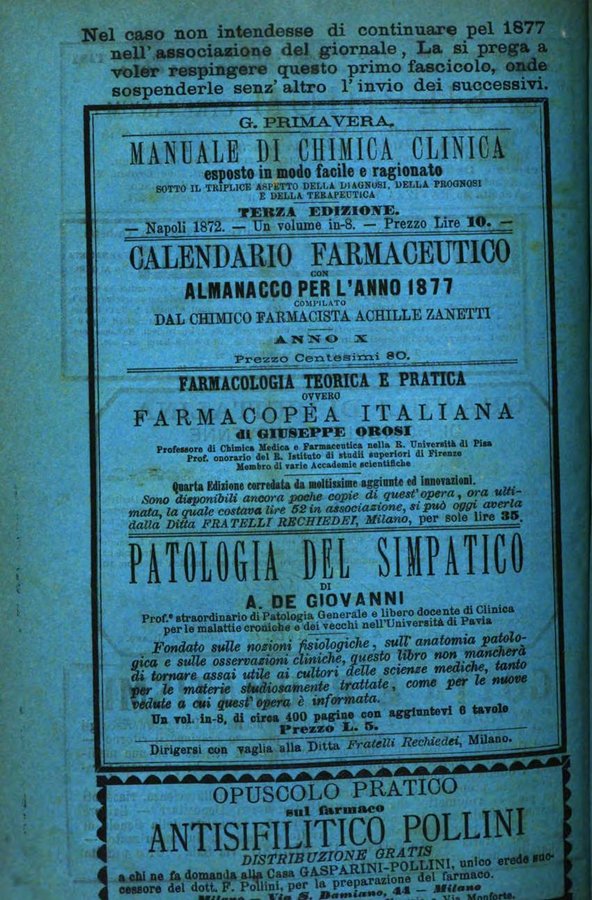 Nel caso non intendesse di continuare pel 1877
nell' associazione del giornale, La si prega a
voler respingere questo primo fascicolo, onde
sospenderle senz' altro l' invio dei successivi.
G. PRIMAVERA.
MANUALE DI CHIMICA CLINICA
esposto in modo facile e ragionato
SOTTO IL TRIPLICE ASPETTO DELLA DIAGNOSI, DELLA PROGNOSI
E DELLA TERAPEUTICA
TERZA EDIZIONE.
— Napoli 1872. — Un volume in-8. — Prezzo Lire 10. —
CALENDARIO FARMACEUTICO
CON
ALMANACCO PER L'ANNO 1877
COMPILATO
DAL CHIMICO FARMACISTA ACHILLE ZANETTI
ANNO X
Prezzo Centesimi 80.
FARMACOLOGIA TEORICA E PRATICA
OVVERO
FARMACOPÈA ITALIANA
di GIUSEPPE OROSI
Professore di Chimica Medica e Farmaceutica nella R. Università di Pisa
Prof. onorario del R. Istituto di studii superiori di Firenze
Membro di varie Accademie scientifiche
Quarta Edizione corredata da moltissime aggiunte ed innovazioni.
Sono disponibili ancora poche copie di quest' opera, ora ulti-
mata, la quale costava lire 52 in associazione, si può oggi averla
dalla Ditta FRATELLI RECHIEDEI, Milano, per sole lire 35.
PATOLOGIA DEL SIMPATICO
DI
A. DE GIOVANNI
Prof.e straordinario di Patologia Generale e libero docente di Clinica
per le malattie croniche e dei vecchi nell'Università di Pavia
Fondato sulle nozioni fisiologiche, sull' anatomia patolo-
gica e sulle osservazioni cliniche, questo libro non mancherà
di tornare assai utile ai cultori delle scienze mediche, tanto
per le materie studiosamente trattate, come per le nuove
vedute a cui quest' opera è informata.
Un vol. in-8, di circa 400 pagine con aggiuntevi 6 tavole
Prezzo L. 5.
Dirigersi con vaglia alla Ditta Fratelli Rechiedei, Milano.
OPUSCOLO PRATICO
sul farmaco
ANTISIFILITICO POLLINI
DISTRIBUZIONE GRATIS
a chi ne fa domanda alla Casa GASPARINI-POLLINI, unico erede suc-
cessore del dott. F. Pollini, per la preparazione del farmaco.
Milano — Via S. Damiano, 44 — Milano
Via Monforte.